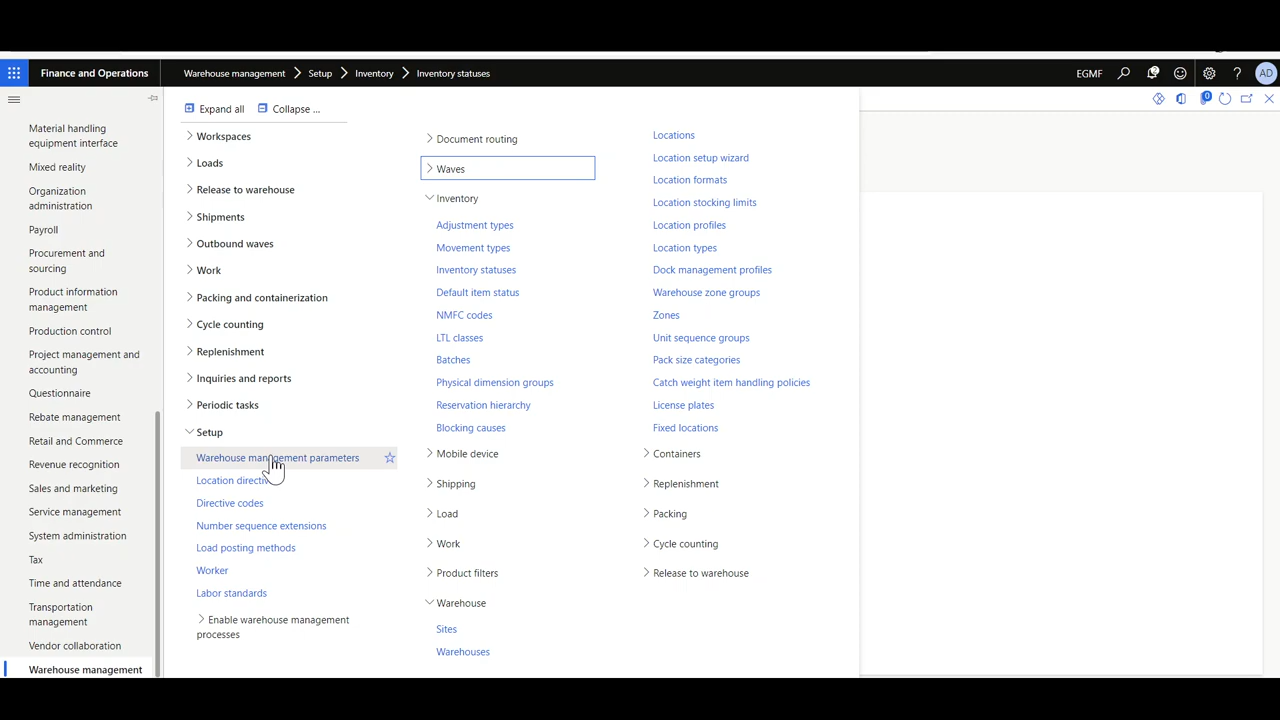 Finance and Operations
Warehouse management
Setup
Inventory
Inventory statuses
EGMF
AD
0
Material handling
equipment interface
Mixed reality
Organization
administration
Payroll
Procurement and
sourcing
Product information
management
Production control
Project management and
accounting
Questionnaire
Rebate management
Retail and Commerce
Revenue recognition
Sales and marketing
Service management
System administration
Tax
Time and attendance
Transportation
management
Vendor collaboration
Warehouse management
Expand all
Collapse ...
Workspaces
Loads
Release to warehouse
Shipments
Outbound waves
Work
Packing and containerization
Cycle counting
Replenishment
Inquiries and reports
Periodic tasks
Setup
Warehouse management parameters
Location directiv
Directive codes
Number sequence extensions
Load posting methods
Worker
Labor standards
Enable warehouse management
processes
Document routing
Waves
Inventory
Adjustment types
Movement types
Inventory statuses
Default item status
NMFC codes
LTL classes
Batches
Physical dimension groups
Reservation hierarchy
Blocking causes
Mobile device
Shipping
Load
Work
Product filters
Warehouse
Sites
Warehouses
Locations
Location setup wizard
Location formats
Location stocking limits
Location profiles
Location types
Dock management profiles
Warehouse zone groups
Zones
Unit sequence groups
Pack size categories
Catch weight item handling policies
License plates
Fixed locations
Containers
Replenishment
Packing
Cycle counting
Release to warehouse